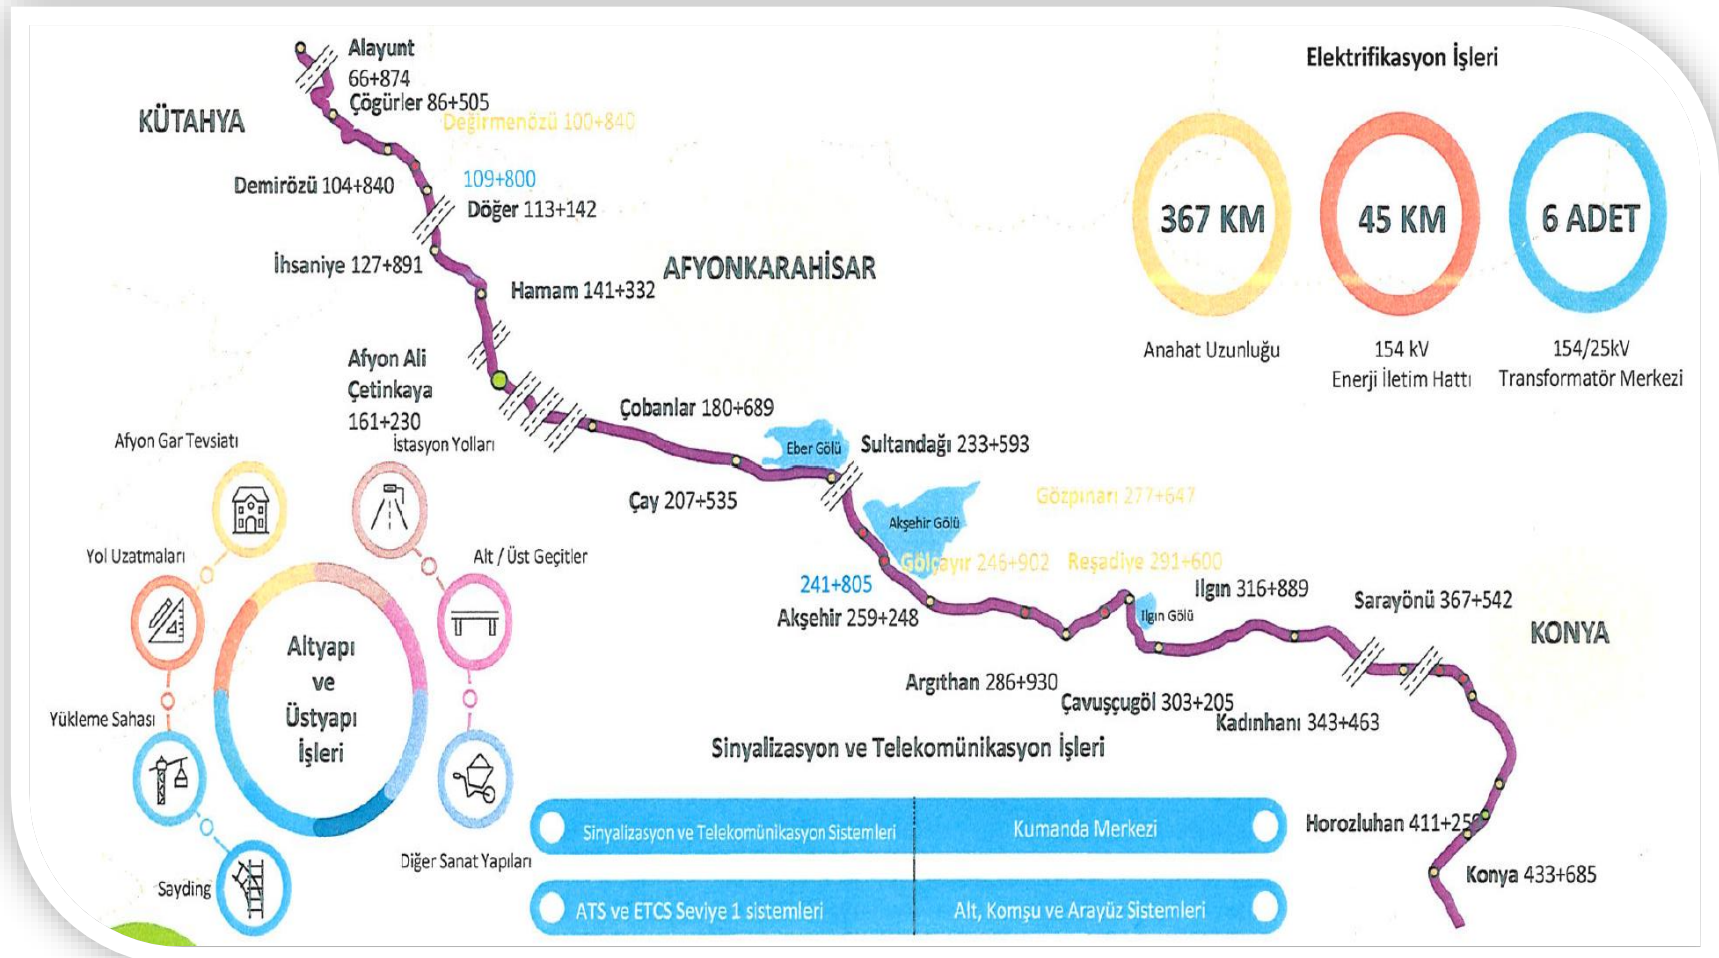 Alayunt
66+874
Çögürler 86+505
Değirmenözü 100+840
KÜTAHYA
Demirözü 104+840
109+800
Döğer 113+142
İhsaniye 127+891
Hamam 141+332
AFYONKARAHİSAR
Afyon Ali
Çetinkaya
161+230
Çobanlar 180+689
Eber Gölü
Sultandağı 233+593
Çay 207+535
Akşehir Gölü
Gözpınarı 277+647
241+805
Gölçayır 246+902
Reşadiye 291+600
Akşehir 259+248
Ilgın 316+889
Ilgın Gölü
Sarayönü 367+542
KONYA
Argıthan 286+930
Çavuşçugöl 303+205
Kadınhanı 343+463
Horozluhan 411+259
Konya 433+685
Elektrifikasyon İşleri
367 KM
45 KM
6 ADET
Anahat Uzunluğu
154 kV
Enerji İletim Hattı
154/25kV
Transformatör Merkezi
Afyon Gar Tevsiatı
İstasyon Yolları
Yol Uzatmaları
Alt / Üst Geçitler
Altyapı
ve
Üstyapı
İşleri
Yükleme Sahası
Sayding
Diğer Sanat Yapıları
Sinyalizasyon ve Telekomünikasyon İşleri
Sinyalizasyon ve Telekomünikasyon Sistemleri
Kumanda Merkezi
ATS ve ETCS Seviye 1 sistemleri
Alt, Komşu ve Arayüz Sistemleri